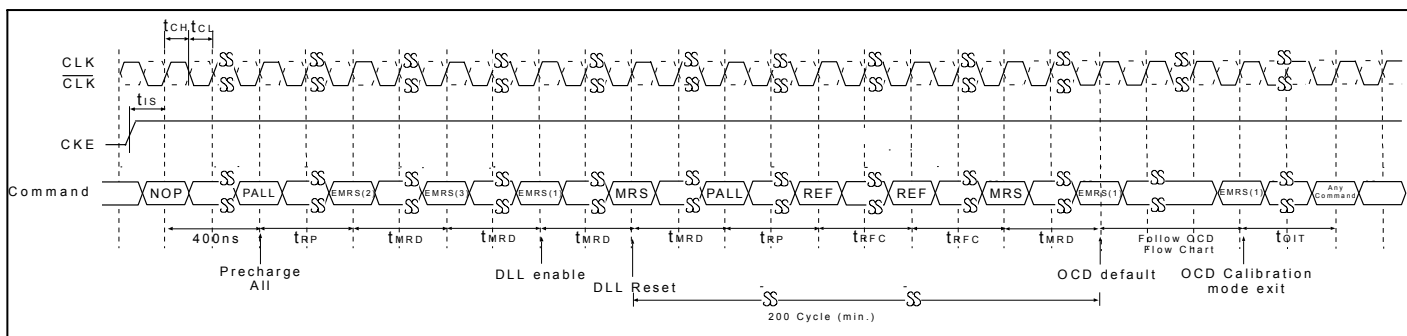 tCH tCL
CLK
CLK
tIS
CKE
Command NOP PALL EMRS(2) EMRS(3) EMRS(1) MRS PALL REF REF MRS EMRS(1) EMRS(1) Any Command
400ns tRP tMRD tMRD tMRD tMRD tRP tRFC tRFC tMRD Follow OCD Flow Chart tOIT
Precharge All
DLL enable
DLL Reset
OCD default
OCD Calibration mode exit
200 Cycle (min.)